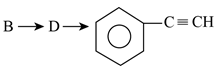 B → D → C≡CH